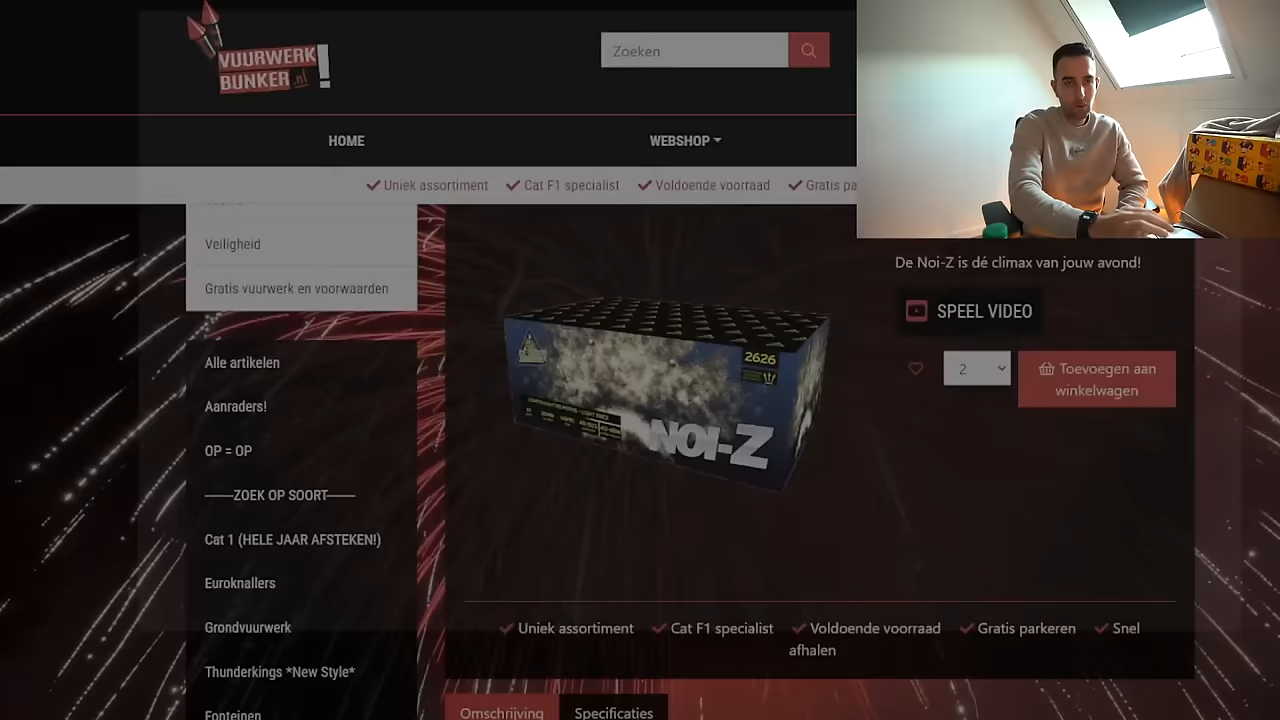 VUURWERK
BUNKER.nl
Zoeken
HOME
WEBSHOP
Uniek assortiment
Cat F1 specialist
Voldoende voorraad
Gratis pa
Veiligheid
Gratis vuurwerk en voorwaarden
De Noi-Z is dé climax van jouw avond!
SPEEL VIDEO
2
Toevoegen aan
winkelwagen
2626
NOI-Z
Alle artikelen
Aanraders!
OP = OP
-----ZOEK OP SOORT-----
Cat 1 (HELE JAAR AFSTEKEN!)
Euroknallers
Grondvuurwerk
Thunderkings *New Style*
Fonteinen
Uniek assortiment
Cat F1 specialist
Voldoende voorraad
Gratis parkeren
Snel
afhalen
Omschrijving
Specificaties